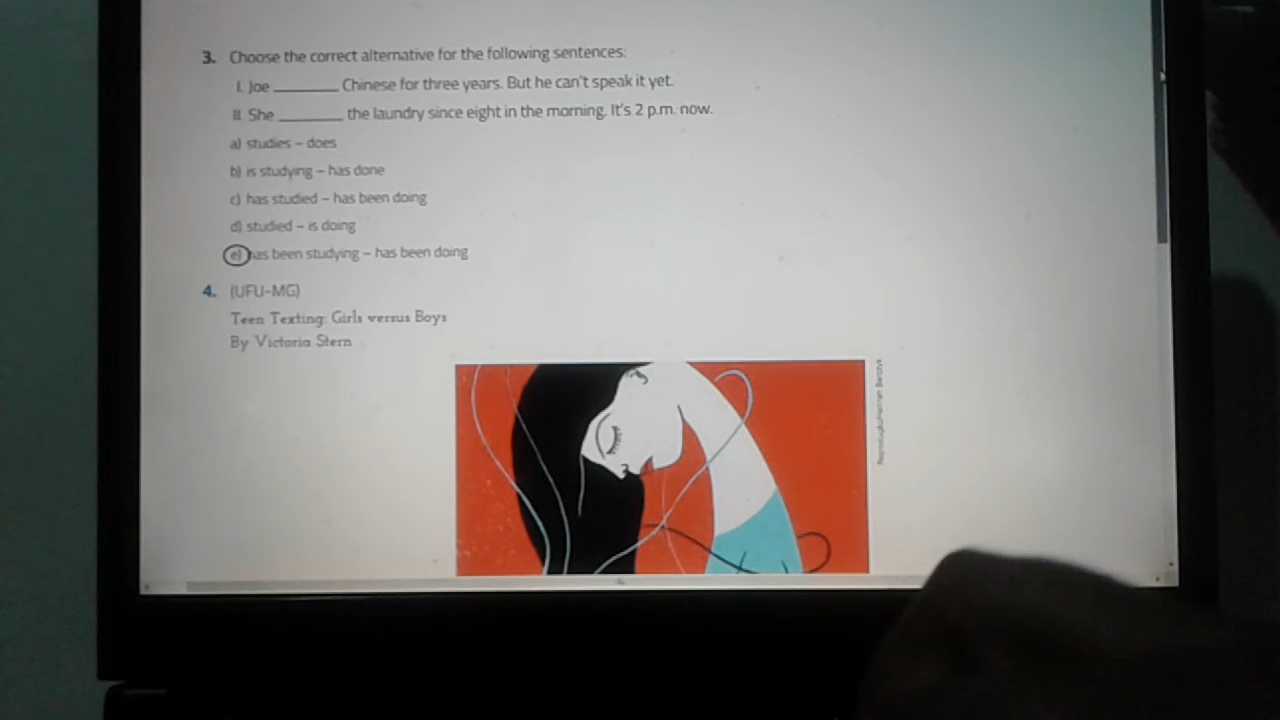 3. Choose the correct alternative for the following sentences:
I. Joe ________ Chinese for three years. But he can't speak it yet.
II. She ________ the laundry since eight in the morning. It's 2 p.m. now.
a) studies – does
b) is studying – has done
c) has studied – has been doing
d) studied – is doing
e) has been studying – has been doing
4. (UFU-MG)
Teen Texting: Girls versus Boys
By Victoria Stern